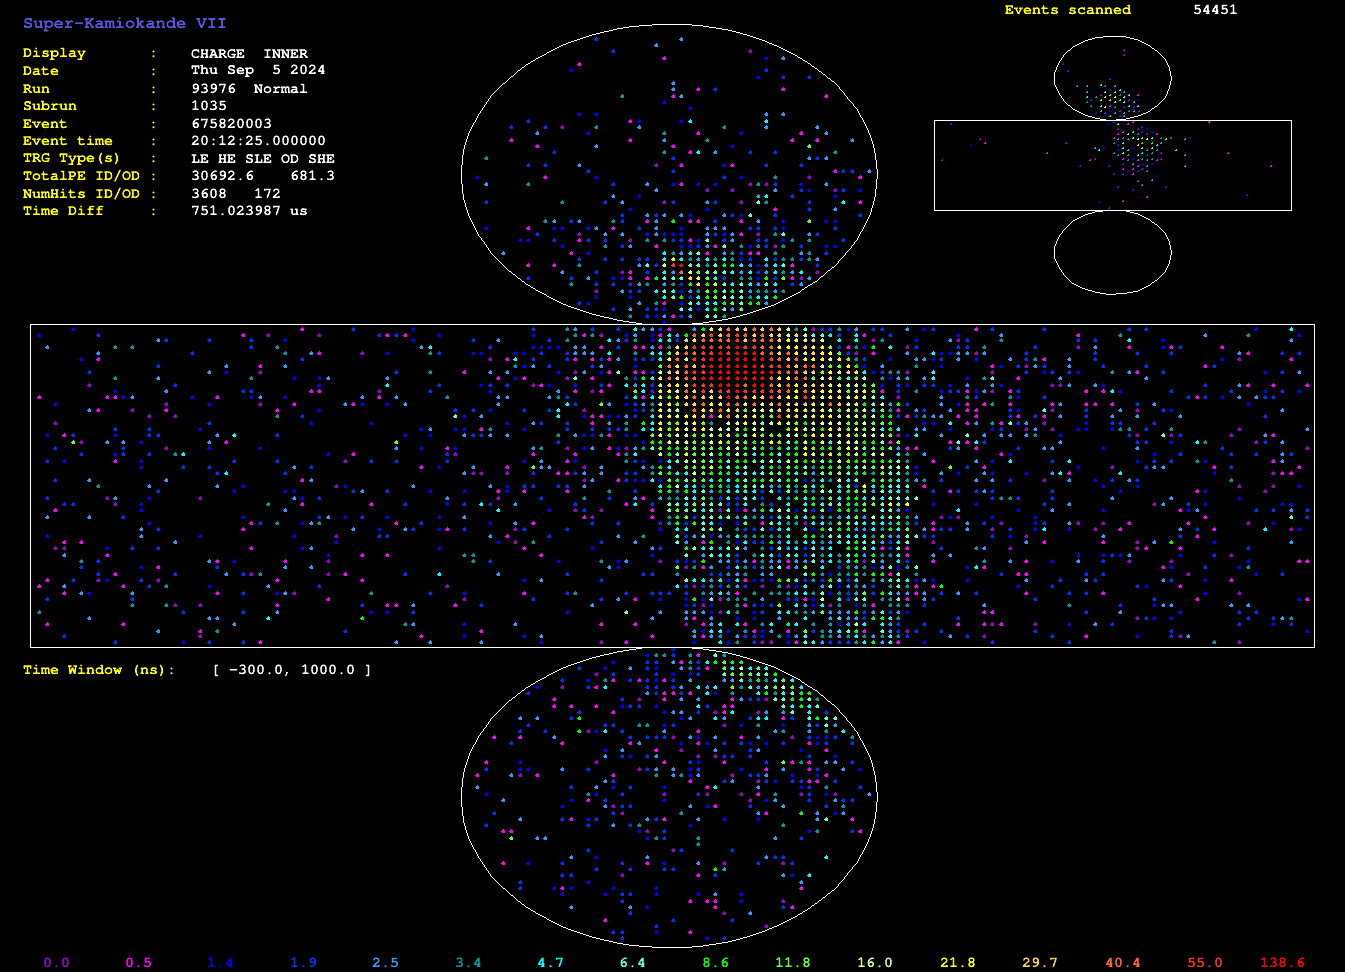 Super-Kamiokande VII
Events scanned 54451
Display : CHARGE INNER
Date : Thu Sep 5 2024
Run : 93976 Normal
Subrun : 1035
Event : 675820003
Event time : 20:12:25.000000
TRG Type(s) : LE HE SLE OD SHE
TotalPE ID/OD : 30692.6 681.3
NumHits ID/OD : 3608 172
Time Diff : 751.023987 us
Time Window (ns): [ -300.0, 1000.0 ]
0.0 0.5 1.4 1.9 2.5 3.4 4.7 6.4 8.6 11.8 16.0 21.8 29.7 40.4 55.0 138.6